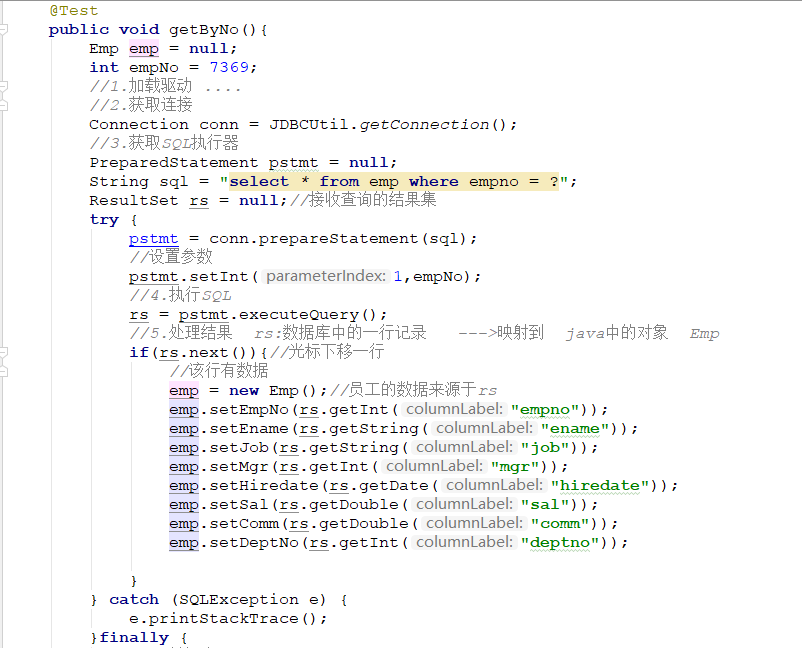 @Test
public void getByNo(){
Emp emp = null;
int empNo = 7369;
//1.加载驱动 ....
//2.获取连接
Connection conn = JDBCUtil.getConnection();
//3.获取SQL执行器
PreparedStatement pstmt = null;
String sql = "select * from emp where empno = ?";
ResultSet rs = null;//接收查询的结果集
try {
pstmt = conn.prepareStatement(sql);
//设置参数
pstmt.setInt( parameterIndex: 1,empNo);
//4.执行SQL
rs = pstmt.executeQuery();
//5.处理结果 rs:数据库中的一行记录 --->映射到 java中的对象 Emp
if(rs.next()){//光标下移一行
//该行有数据
emp = new Emp();//员工的数据来源于rs
emp.setEmpNo(rs.getInt( columnLabel: "empno"));
emp.setEname(rs.getString( columnLabel: "ename"));
emp.setJob(rs.getString( columnLabel: "job"));
emp.setMgr(rs.getInt( columnLabel: "mgr"));
emp.setHiredate(rs.getDate( columnLabel: "hiredate"));
emp.setSal(rs.getDouble( columnLabel: "sal"));
emp.setComm(rs.getDouble( columnLabel: "comm"));
emp.setDeptNo(rs.getInt( columnLabel: "deptno"));
}
} catch (SQLException e) {
e.printStackTrace();
}finally {